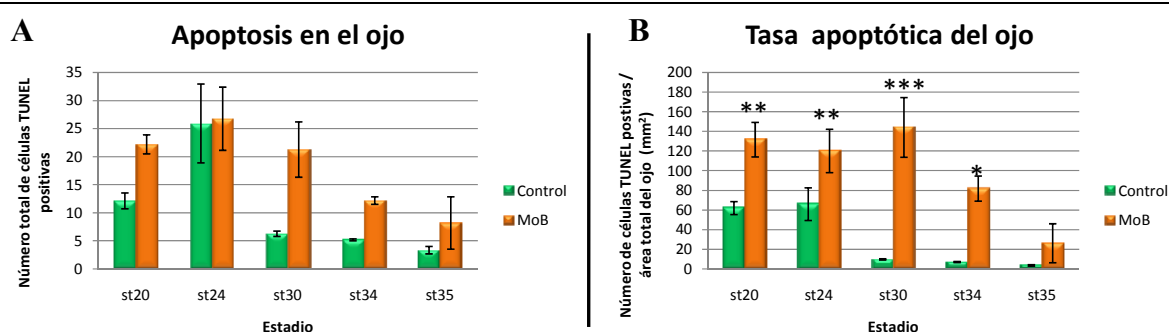 A
Apoptosis en el ojo
Número total de células TUNEL
positivas
35
30
25
20
15
10
5
0
st20 st24 st30 st34 st35
Estadio
Control
MoB
B
Tasa apoptótica del ojo
Número de células TUNEL postivas /
área total del ojo (mm²)
200
180
160
140
120
100
80
60
40
20
0
** ** *** *
st20 st24 st30 st34 st35
Estadio
Control
MoB